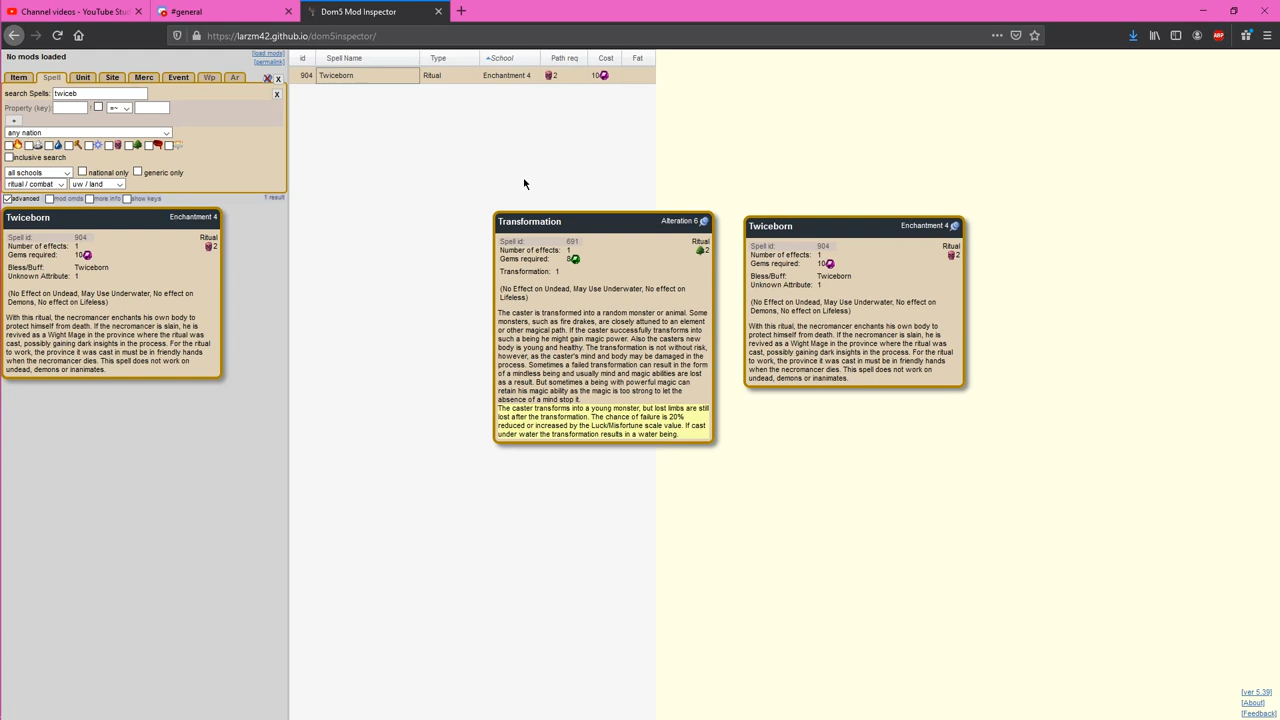 Channel videos - YouTube Stu
#general
Dom5 Mod Inspector
https://larzm42.github.io/dom5inspector/
ABP
No mods loaded
[load mods]
[permalink]
Item
Spell
Unit
Site
Merc
Event
Wp
Ar
X
search Spells:
twiceb
X
Property (key):
!
=~
+
any nation
inclusive search
all schools
national only
generic only
ritual / combat
uw / land
advanced
mod cmds
more info
show keys
1 result
id
Spell Name
Type
School
Path req
Cost
Fat
904
Twiceborn
Ritual
Enchantment 4
2
10
Twiceborn
Enchantment 4
Spell id: 904
Ritual
Number of effects: 1
2
Gems required: 10
Bless/Buff: Twiceborn
Unknown Attribute: 1
(No Effect on Undead, May Use Underwater, No effect on
Demons, No effect on Lifeless)
With this ritual, the necromancer enchants his own body to
protect himself from death. If the necromancer is slain, he is
revived as a Wight Mage in the province where the ritual was
cast, possibly gaining dark insights in the process. For the ritual
to work, the province it was cast in must be in friendly hands
when the necromancer dies. This spell does not work on
undead, demons or inanimates.
Transformation
Alteration 6
Spell id: 691
Ritual
Number of effects: 1
2
Gems required: 8
Transformation: 1
(No Effect on Undead, May Use Underwater, No effect on
Lifeless)
The caster is transformed into a random monster or animal. Some
monsters, such as fire drakes, are closely attuned to an element
or other magical path. If the caster successfully transforms into
such a being he might gain magic power. Also the casters new
body is young and healthy. The transformation is not without risk,
however, as the caster's mind and body may be damaged in the
process. Sometimes a failed transformation can result in the form
of a mindless being and usually mind and magic abilities are lost
as a result. But sometimes a being with powerful magic can
retain his magic ability as the magic is too strong to let the
absence of a mind stop it.
The caster transforms into a young monster, but lost limbs are still
lost after the transformation. The chance of failure is 20%
reduced or increased by the Luck/Misfortune scale value. If cast
under water the transformation results in a water being.
Twiceborn
Enchantment 4
Spell id: 904
Ritual
Number of effects: 1
2
Gems required: 10
Bless/Buff: Twiceborn
Unknown Attribute: 1
(No Effect on Undead, May Use Underwater, No effect on
Demons, No effect on Lifeless)
With this ritual, the necromancer enchants his own body to
protect himself from death. If the necromancer is slain, he is
revived as a Wight Mage in the province where the ritual was
cast, possibly gaining dark insights in the process. For the ritual
to work, the province it was cast in must be in friendly hands
when the necromancer dies. This spell does not work on
undead, demons or inanimates.
[ver 5.39]
[About]
[Feedback]